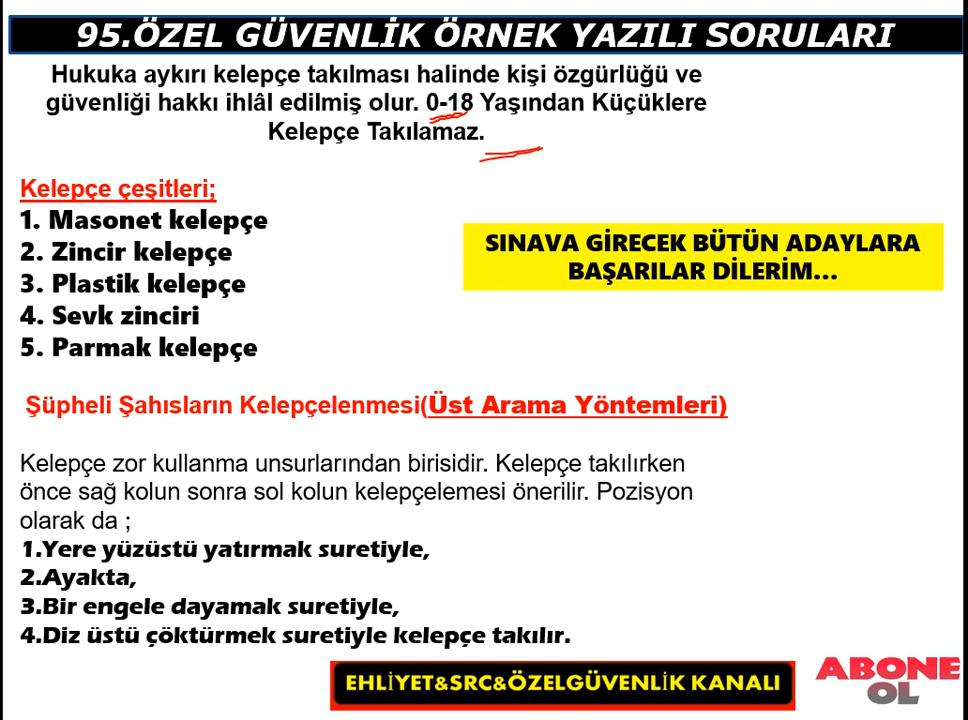 95.ÖZEL GÜVENLİK ÖRNEK YAZILI SORULARI
Hukuka aykırı kelepçe takılması halinde kişi özgürlüğü ve
güvenliği hakkı ihlâl edilmiş olur. 0-18 Yaşından Küçüklere
Kelepçe Takılamaz.
Kelepçe çeşitleri;
1. Masonet kelepçe
2. Zincir kelepçe
3. Plastik kelepçe
4. Sevk zinciri
5. Parmak kelepçe
SINAVA GİRECEK BÜTÜN ADAYLARA
BAŞARILAR DİLERİM...
Şüpheli Şahısların Kelepçelenmesi(Üst Arama Yöntemleri)
Kelepçe zor kullanma unsurlarından birisidir. Kelepçe takılırken
önce sağ kolun sonra sol kolun kelepçelemesi önerilir. Pozisyon
olarak da ;
1.Yere yüzüstü yatırmak suretiyle,
2.Ayakta,
3.Bir engele dayamak suretiyle,
4.Diz üstü çöktürmek suretiyle kelepçe takılır.
EHLİYET&SRC&ÖZELGÜVENLİK KANALI
ABONE
OL